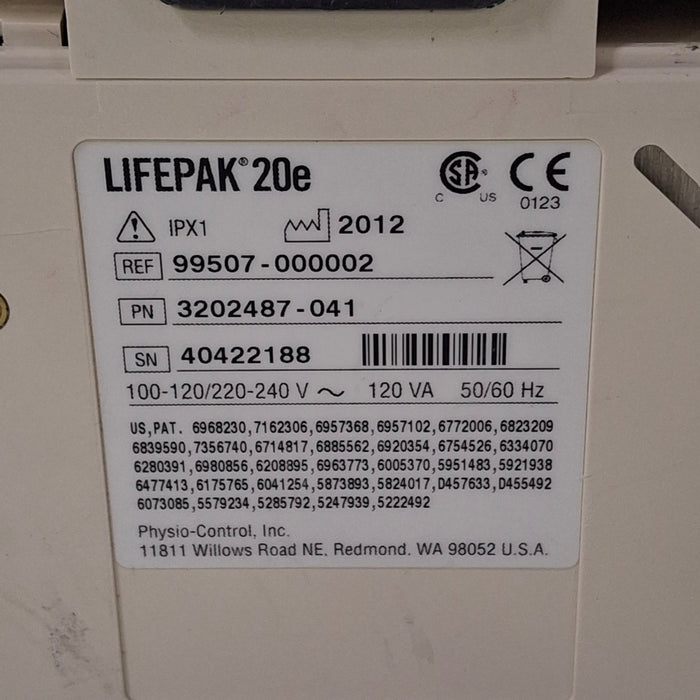 LIFEPAK® 20e
C SA® US CE 0123
IPX1 2012
REF 99507-000002
PN 3202487-041
SN 40422188
100-120/220-240 V ~ 120 VA 50/60 Hz
US,PAT. 6968230,7162306,6957368,6957102,6772006,6823209
6839590,7356740,6714817,6885562,6920354,6754526,6334070
6280391,6980856,6208895,6963773,6005370,5951483,5921938
6477413,6175765,6041254,5873893,5824017,D457633,D455492
6073085,5579234,5285792,5247939,5222492
Physio-Control, Inc.
11811 Willows Road NE, Redmond. WA 98052 U.S.A.